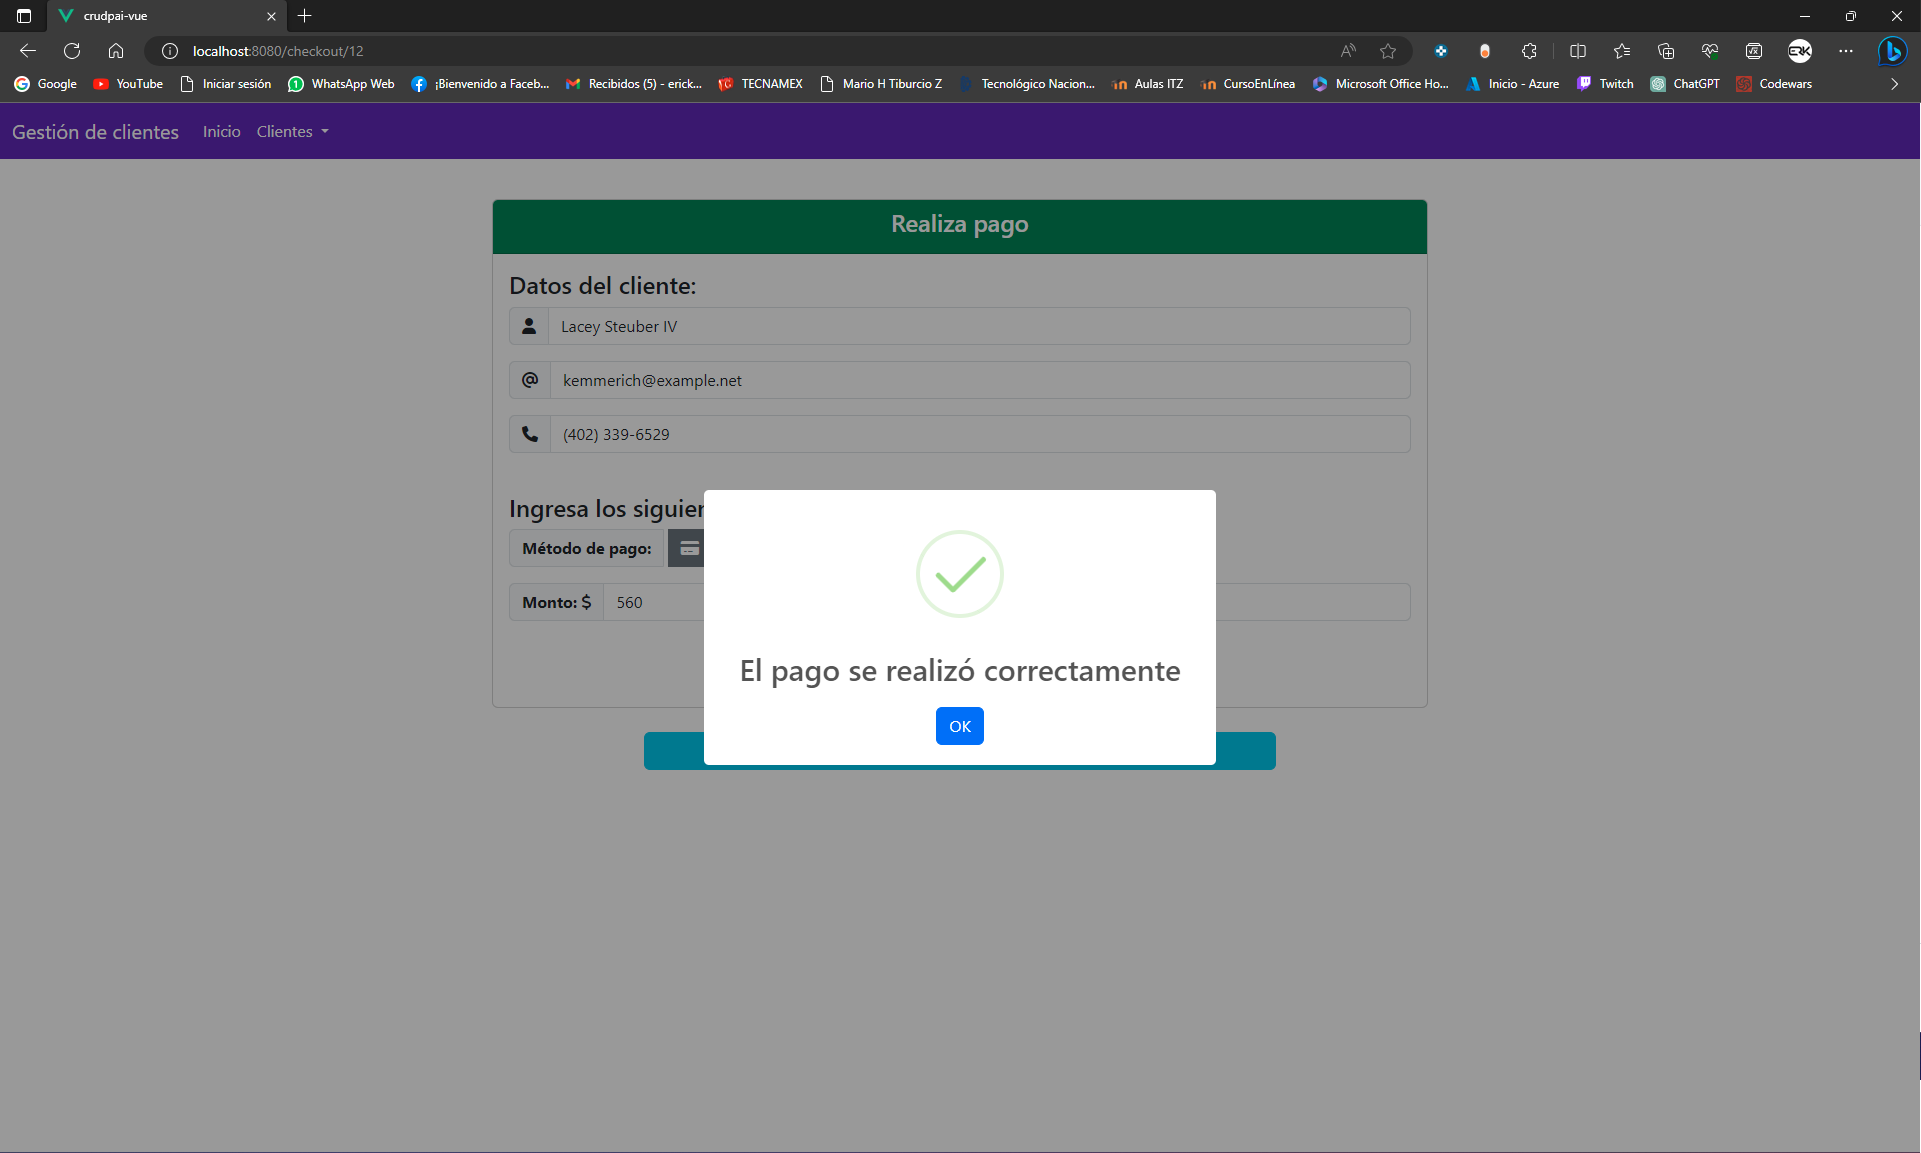 crudpai-vue
localhost:8080/checkout/12
Google YouTube Iniciar sesión WhatsApp Web ¡Bienvenido a Faceb... Recibidos (5) - erick... TECNAMEX Mario H Tiburcio Z Tecnológico Nacion... Aulas ITZ CursoEnLínea Microsoft Office Ho... Inicio - Azure Twitch ChatGPT Codewars
Gestión de clientes Inicio Clientes
Realiza pago
Datos del cliente:
Lacey Steuber IV
kemmerich@example.net
(402) 339-6529
Ingresa los
Método de pago:
Monto: $ 560
El pago se realizó correctamente
OK